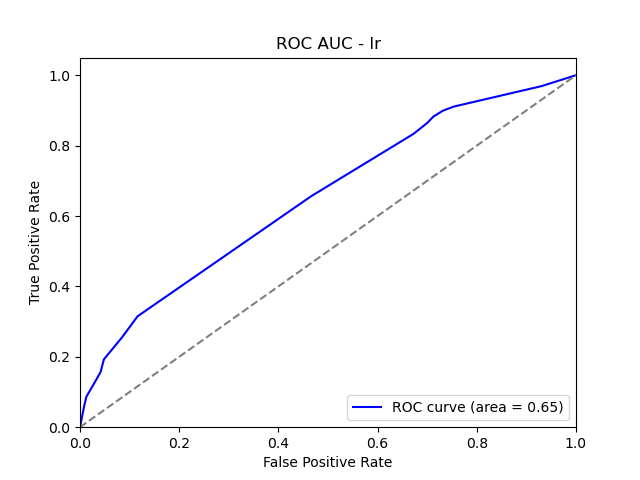 ROC AUC - lr
True Positive Rate
1.0
0.8
0.6
0.4
0.2
0.0
0.0 0.2 0.4 0.6 0.8 1.0
False Positive Rate
ROC curve (area = 0.65)